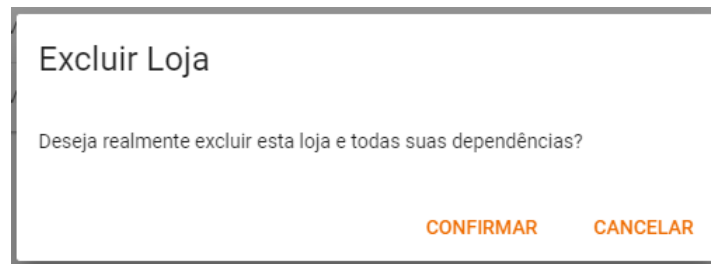 Excluir Loja
Deseja realmente excluir esta loja e todas suas dependências?
CONFIRMAR CANCELAR